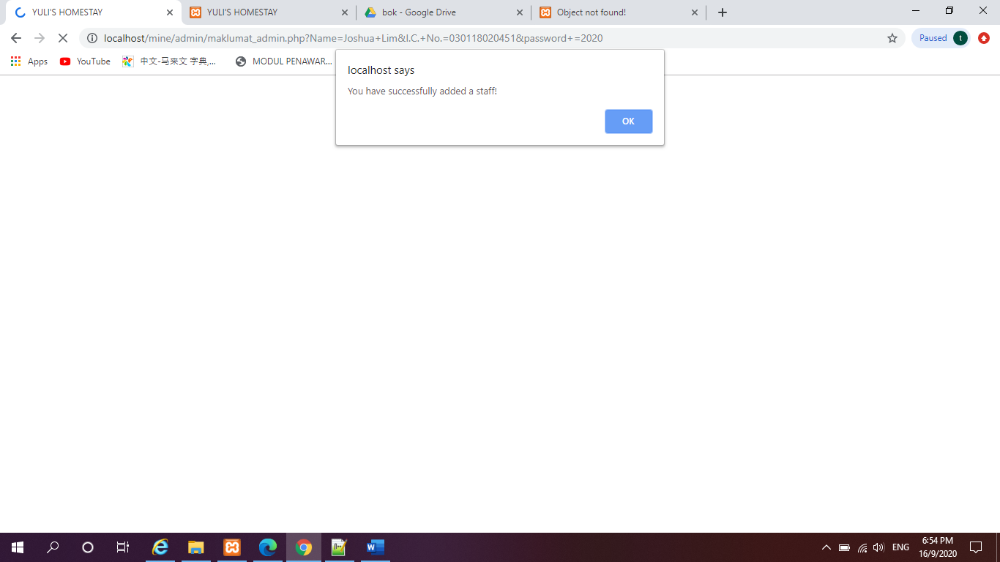 YULI'S HOMESTAY
YULI'S HOMESTAY
bok - Google Drive
Object not found!
localhost/mine/admin/maklumat_admin.php?Name=Joshua+Lim&I.C.+No.=030118020451&password+=2020
Paused
t
Apps
YouTube
中文-马来文 字典,...
MODUL PENAWAR...
localhost says
You have successfully added a staff!
OK
ENG
6:54 PM
16/9/2020